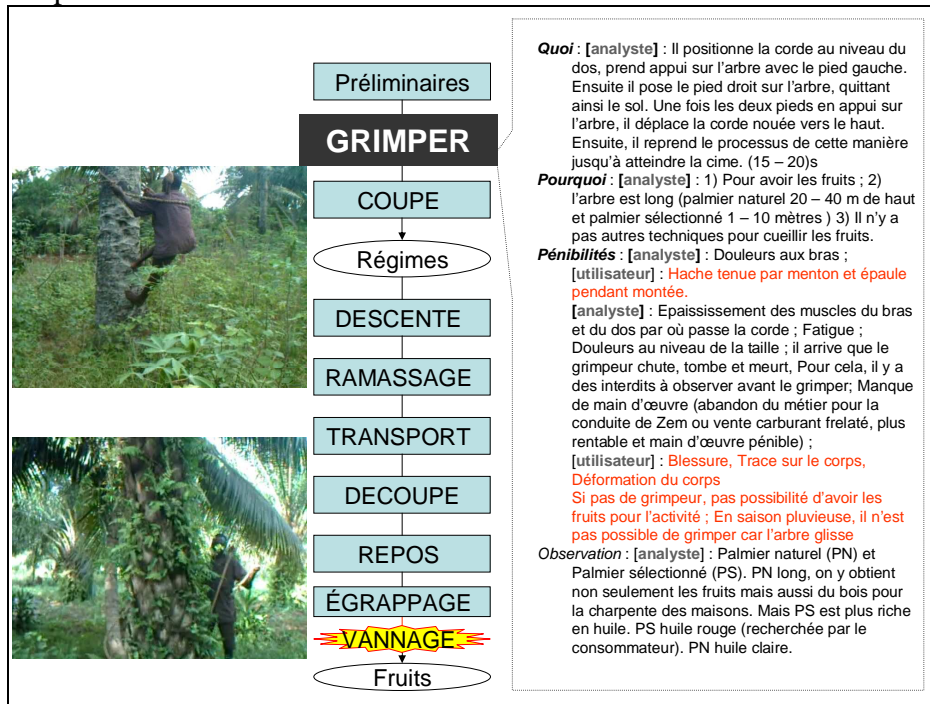 Préliminaires
GRIMPER
COUPE
Régimes
DESCENTE
RAMASSAGE
TRANSPORT
DECOUPE
REPOS
ÉGRAPPAGE
VANNAGE
Fruits
Quoi : [analyste] : Il positionne la corde au niveau du
dos, prend appui sur l’arbre avec le pied gauche.
Ensuite il pose le pied droit sur l’arbre, quittant
ainsi le sol. Une fois les deux pieds en appui sur
l’arbre, il déplace la corde nouée vers le haut.
Ensuite, il reprend le processus de cette manière
jusqu’à atteindre la cime. (15 – 20)s
Pourquoi : [analyste] : 1) Pour avoir les fruits ; 2)
l’arbre est long (palmier naturel 20 – 40 m de haut
et palmier sélectionné 1 – 10 mètres ) 3) Il n’y a
pas autres techniques pour cueillir les fruits.
Pénibilités : [analyste] : Douleurs aux bras ;
[utilisateur] : Hache tenue par menton et épaule
pendant montée.
[analyste] : Epaississement des muscles du bras
et du dos par où passe la corde ; Fatigue ;
Douleurs au niveau de la taille ; il arrive que le
grimpeur chute, tombe et meurt, Pour cela, il y a
des interdits à observer avant le grimper; Manque
de main d’œuvre (abandon du métier pour la
conduite de Zem ou vente carburant frelaté, plus
rentable et main d’œuvre pénible) ;
[utilisateur] : Blessure, Trace sur le corps,
Déformation du corps
Si pas de grimpeur, pas possibilité d’avoir les
fruits pour l’activité ; En saison pluvieuse, il n’est
pas possible de grimper car l’arbre glisse
Observation : [analyste] : Palmier naturel (PN) et
Palmier sélectionné (PS). PN long, on y obtient
non seulement les fruits mais aussi du bois pour
la charpente des maisons. Mais PS est plus riche
en huile. PS huile rouge (recherchée par le
consommateur). PN huile claire.